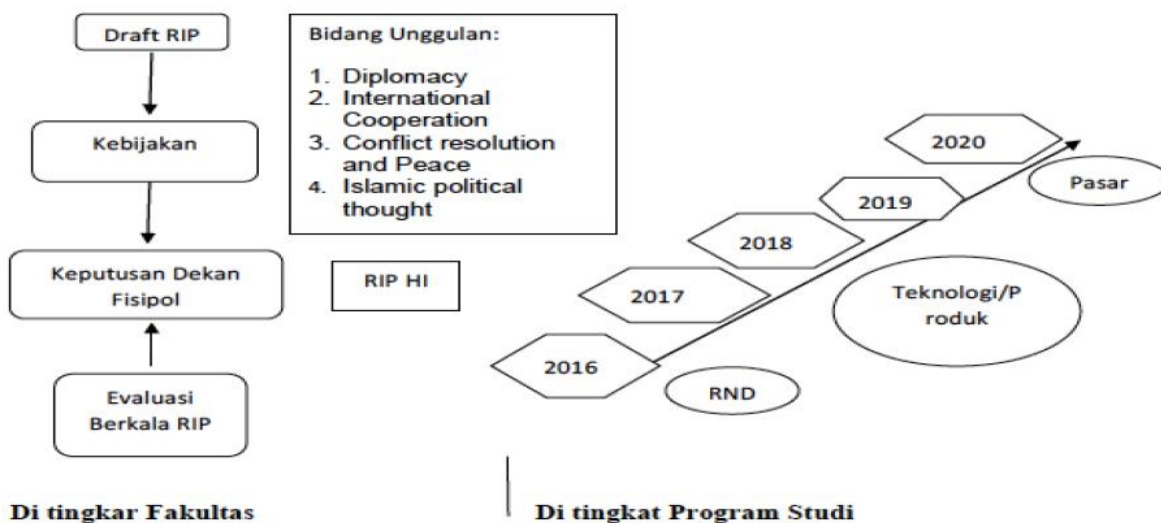 Draft RIP
Kebijakan
Keputusan Dekan
Fisipol
Evaluasi
Berkala RIP
Bidang Unggulan:
1. Diplomacy
2. International
Cooperation
3. Conflict resolution
and Peace
4. Islamic political
thought
RIP HI
2016
2017
2018
2019
2020
RND
Teknologi/P
roduk
Pasar
Di tingkar Fakultas
Di tingkat Program Studi